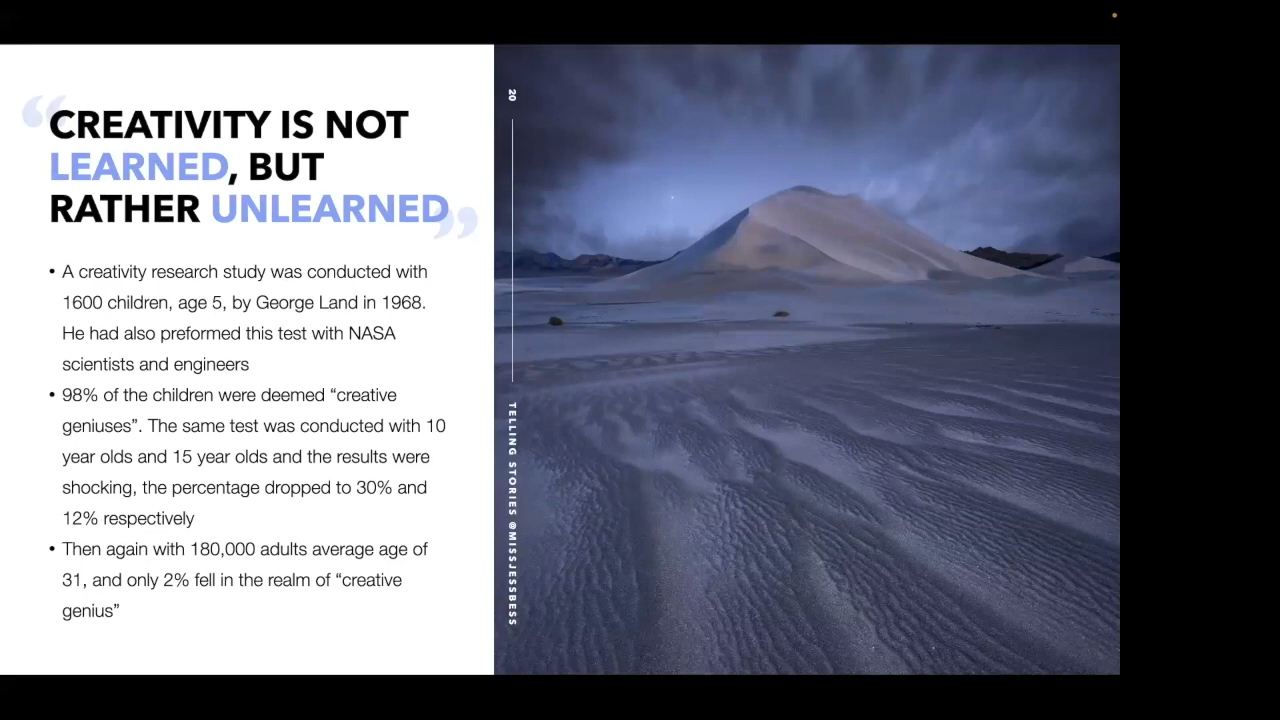 “CREATIVITY IS NOT
LEARNED, BUT
RATHER UNLEARNED”
• A creativity research study was conducted with
1600 children, age 5, by George Land in 1968.
He had also preformed this test with NASA
scientists and engineers
• 98% of the children were deemed “creative
geniuses”. The same test was conducted with 10
year olds and 15 year olds and the results were
shocking, the percentage dropped to 30% and
12% respectively
• Then again with 180,000 adults average age of
31, and only 2% fell in the realm of “creative
genius”
20
TELLING STORIES @MISSJESSBESS